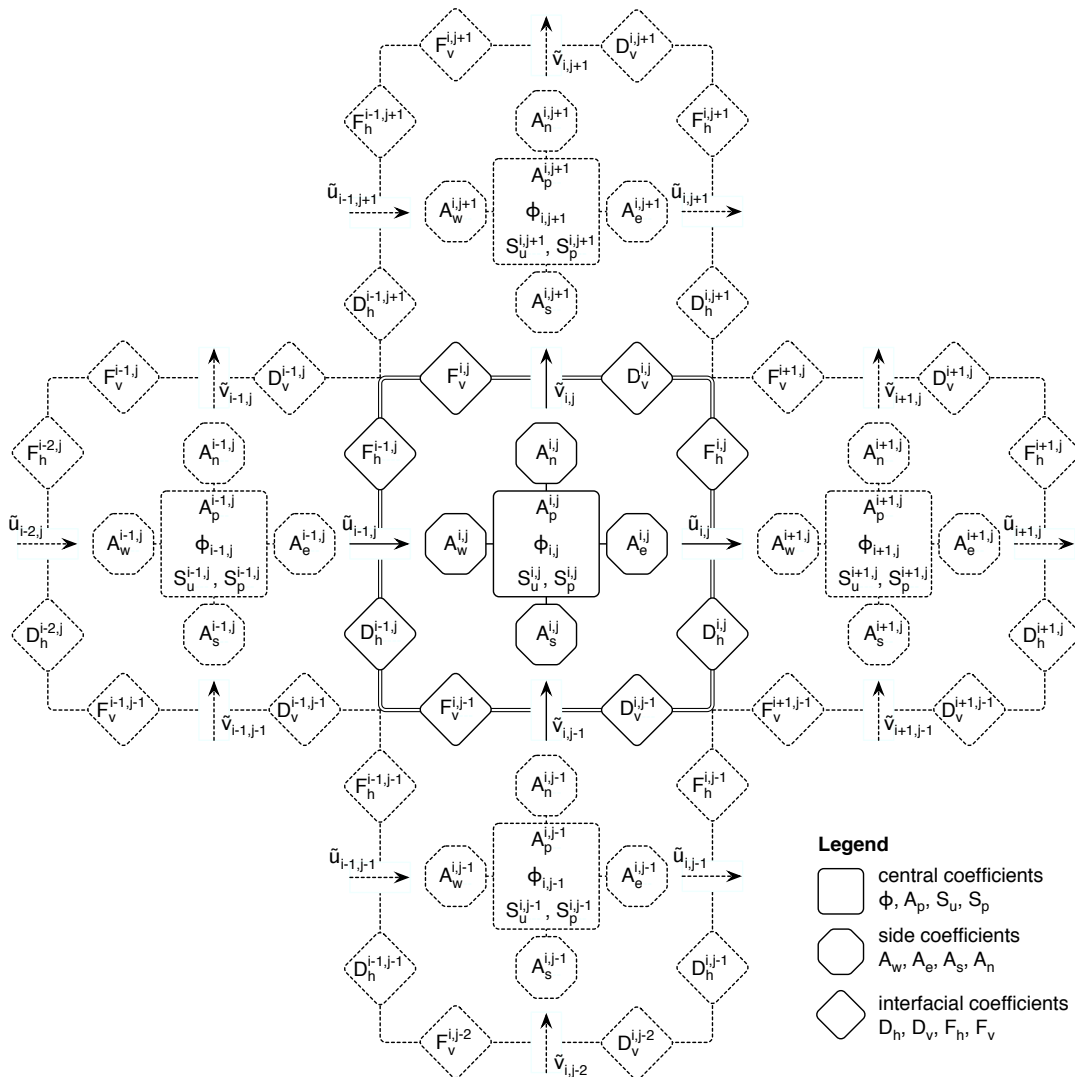 F_v^{i,j+1} D_v^{i,j+1}
ṽ_{i,j+1}
F_h^{i-1,j+1} A_n^{i,j+1} F_h^{i,j+1}
A_p^{i,j+1}
ũ_{i-1,j+1} ũ_{i,j+1}
A_w^{i,j+1} ϕ_{i,j+1} A_e^{i,j+1}
S_u^{i,j+1}, S_p^{i,j+1}
D_h^{i-1,j+1} A_s^{i,j+1} D_h^{i,j+1}
F_v^{i-1,j} D_v^{i-1,j} F_v^{i,j} D_v^{i,j} F_v^{i+1,j} D_v^{i+1,j}
ṽ_{i-1,j} ṽ_{i,j} ṽ_{i+1,j}
F_h^{i-2,j} A_n^{i-1,j} F_h^{i-1,j} A_n^{i,j} F_h^{i,j} A_n^{i+1,j} F_h^{i+1,j}
A_p^{i-1,j} A_p^{i,j} A_p^{i+1,j}
ũ_{i-2,j} ũ_{i-1,j} ũ_{i,j} ũ_{i+1,j}
A_w^{i-1,j} ϕ_{i-1,j} A_e^{i-1,j} A_w^{i,j} ϕ_{i,j} A_e^{i,j} A_w^{i+1,j} ϕ_{i+1,j} A_e^{i+1,j}
S_u^{i-1,j}, S_p^{i-1,j} S_u^{i,j}, S_p^{i,j} S_u^{i+1,j}, S_p^{i+1,j}
D_h^{i-2,j} A_s^{i-1,j} D_h^{i-1,j} A_s^{i,j} D_h^{i,j} A_s^{i+1,j} D_h^{i+1,j}
F_v^{i-1,j-1} D_v^{i-1,j-1} F_v^{i,j-1} D_v^{i,j-1} F_v^{i+1,j-1} D_v^{i+1,j-1}
ṽ_{i-1,j-1} ṽ_{i,j-1} ṽ_{i+1,j-1}
F_h^{i-1,j-1} A_n^{i,j-1} F_h^{i,j-1}
A_p^{i,j-1}
ũ_{i-1,j-1} ũ_{i,j-1}
A_w^{i,j-1} ϕ_{i,j-1} A_e^{i,j-1}
S_u^{i,j-1}, S_p^{i,j-1}
D_h^{i-1,j-1} A_s^{i,j-1} D_h^{i,j-1}
F_v^{i,j-2} D_v^{i,j-2}
ṽ_{i,j-2}
Legend
central coefficients
ϕ, A_p, S_u, S_p
side coefficients
A_w, A_e, A_s, A_n
interfacial coefficients
D_h, D_v, F_h, F_v